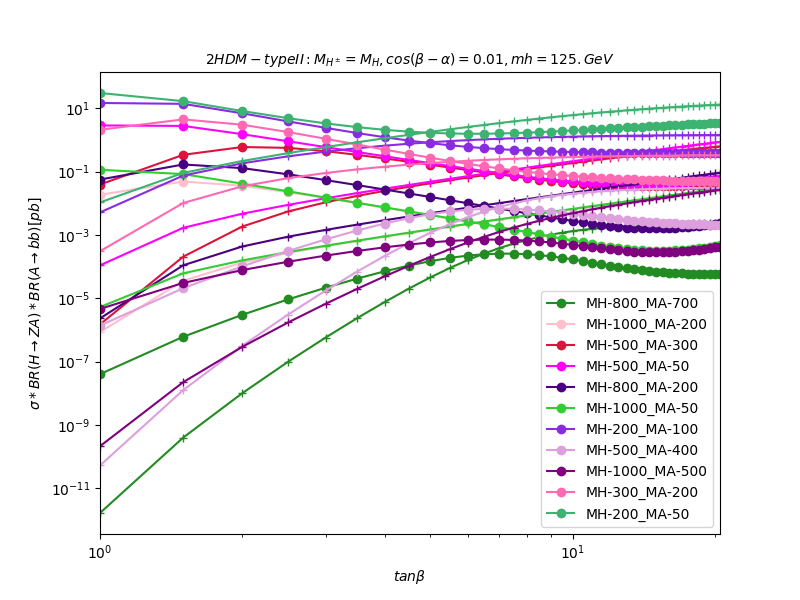 2HDM − typeII : M_{H^±} = M_H, cos(β − α) = 0.01, mh = 125. GeV
σ * BR(H → ZA) * BR(A → bb)[pb]
10^1
10^{−1}
10^{−3}
10^{−5}
10^{−7}
10^{−9}
10^{−11}
MH-800_MA-700
MH-1000_MA-200
MH-500_MA-300
MH-500_MA-50
MH-800_MA-200
MH-1000_MA-50
MH-200_MA-100
MH-500_MA-400
MH-1000_MA-500
MH-300_MA-200
MH-200_MA-50
10^0 10^1
tanβ